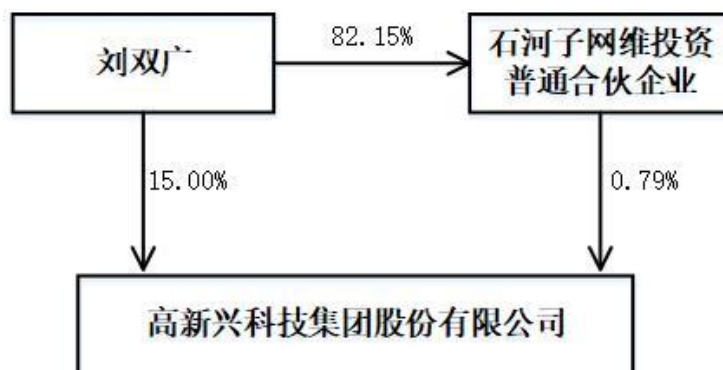 刘双广
82.15%
石河子网维投资
普通合伙企业
15.00%
0.79%
高新兴科技集团股份有限公司